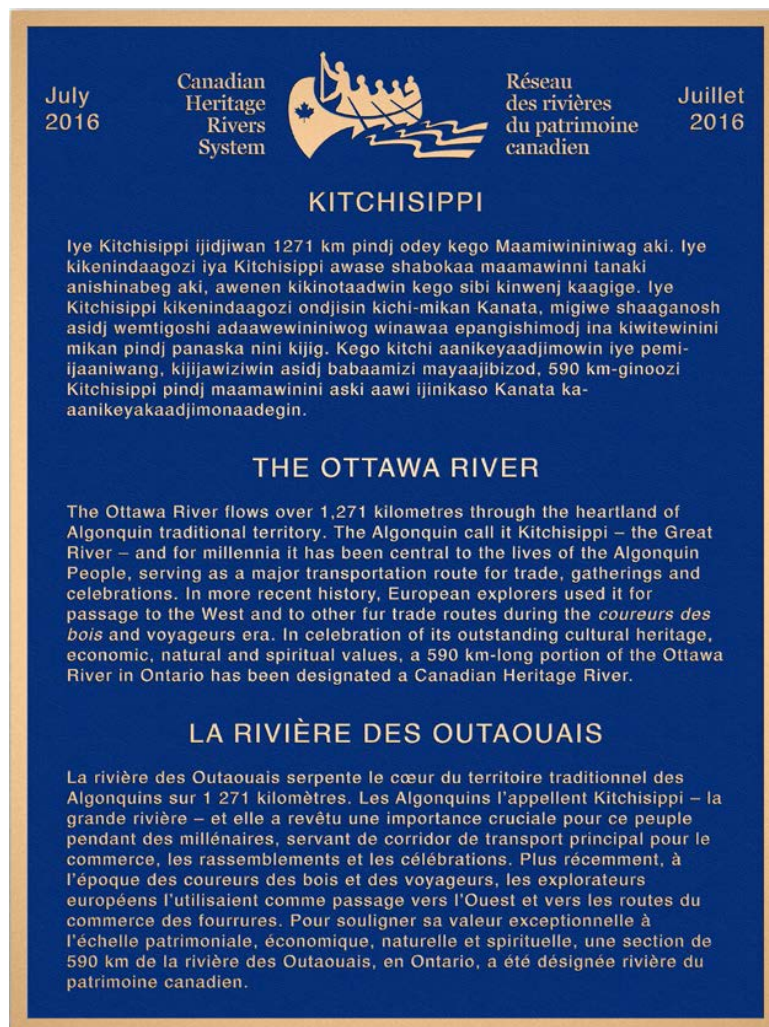 July
2016
Canadian
Heritage
Rivers
System
Réseau
des rivières
du patrimoine
canadien
Juillet
2016
KITCHISIPPI
Iye Kitchisippi ijidjiwan 1271 km pindj odey kego Maamiwininiwag aki. Iye
kikenindaagozi iya Kitchisippi awase shabokaa maamawinni tanaki
anishinabeg aki, awenen kikinotaadwin kego sibi kinwenj kaagige. Iye
Kitchisippi kikenindaagozi ondjisin kichi-mikan Kanata, migiwe shaaganosh
asidj wemtigoshi adaawewininiwog winawaa epangishimodj ina kiwitewinini
mikan pindj panaska nini kijig. Kego kitchi aanikeyaadjimowin iye pemi-
ijaaniwang, kijijawiziwin asidj babaamizi mayaajibizod, 590 km-ginoozi
Kitchisippi pindj maamawinini aski aawi ijinikaso Kanata ka-
aanikeyakaadjimonaadegin.
THE OTTAWA RIVER
The Ottawa River flows over 1,271 kilometres through the heartland of
Algonquin traditional territory. The Algonquin call it Kitchisippi – the Great
River – and for millennia it has been central to the lives of the Algonquin
People, serving as a major transportation route for trade, gatherings and
celebrations. In more recent history, European explorers used it for
passage to the West and to other fur trade routes during the coureurs des
bois and voyageurs era. In celebration of its outstanding cultural heritage,
economic, natural and spiritual values, a 590 km-long portion of the Ottawa
River in Ontario has been designated a Canadian Heritage River.
LA RIVIÈRE DES OUTAOUAIS
La rivière des Outaouais serpente le cœur du territoire traditionnel des
Algonquins sur 1 271 kilomètres. Les Algonquins l'appellent Kitchisippi – la
grande rivière – et elle a revêtu une importance cruciale pour ce peuple
pendant des millénaires, servant de corridor de transport principal pour le
commerce, les rassemblements et les célébrations. Plus récemment, à
l'époque des coureurs des bois et des voyageurs, les explorateurs
européens l'utilisaient comme passage vers l'Ouest et vers les routes du
commerce des fourrures. Pour souligner sa valeur exceptionnelle à
l'échelle patrimoniale, économique, naturelle et spirituelle, une section de
590 km de la rivière des Outaouais, en Ontario, a été désignée rivière du
patrimoine canadien.